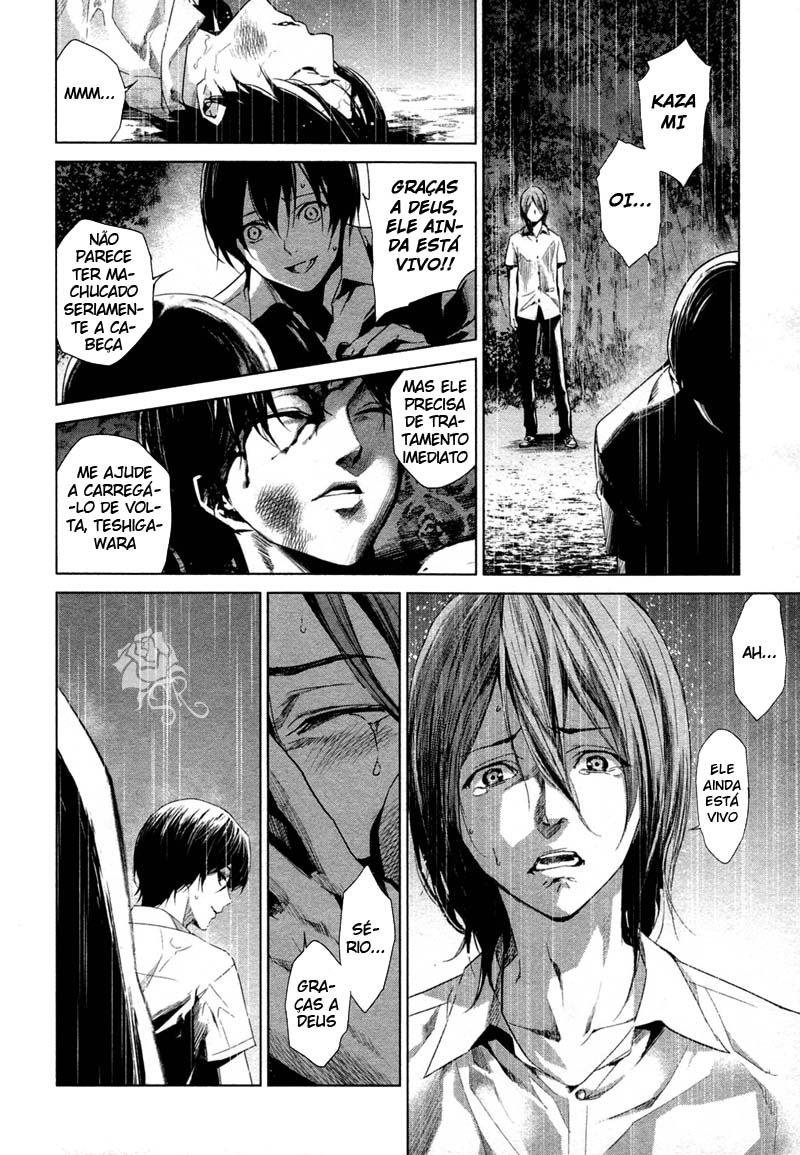 KAZA
MI
OI...
MMM...
GRAÇAS
A DEUS,
ELE AIN-
DA ESTÁ
VIVO!!
NÃO
PARECE
TER MA-
CHUCADO
SERIAMEN-
TE A CA-
BEÇA
MAS ELE
PRECISA
DE TRA-
TAMENTO
IMEDIATO
ME AJUDE
A CARREGÁ-
-LO DE VOL-
TA, TESHIGA-
WARA
AH...
ELE
AINDA
ESTÁ
VIVO
SÉ-
RIO...
GRA-
ÇAS A
DEUS